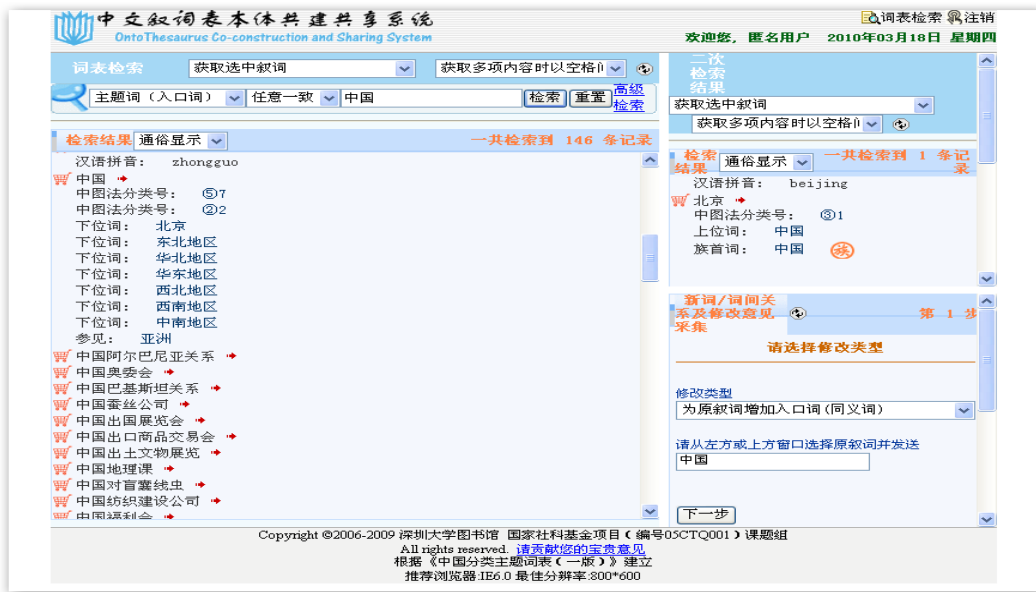 中文叙词表本体共建共享系统
OntoThesaurus Co-construction and Sharing System
词表检索 注销
欢迎您，匿名用户 2010年03月18日 星期四
词表检索 获取选中叙词 获取多项内容时以空格
主题词（入口词） 任意一致 中国 检索 重置 高级检索
检索结果 通俗显示 一共检索到 146 条记录
汉语拼音： zhongguo
中国
中图法分类号： ⑤7
中图法分类号： ②2
下位词： 北京
下位词： 东北地区
下位词： 华北地区
下位词： 华东地区
下位词： 西北地区
下位词： 西南地区
下位词： 中南地区
参见： 亚洲
中国阿尔巴尼亚关系
中国奥委会
中国巴基斯坦关系
中国蚕丝公司
中国出国展览会
中国出口商品交易会
中国出土文物展览
中国地理课
中国对盲囊线虫
中国纺织建设公司
中国福利会
二次
检索
结果
获取选中叙词
获取多项内容时以空格
检索
结果
通俗显示
一共检索到 1 条记
录
汉语拼音： beijing
北京
中图法分类号： ③1
上位词： 中国
族首词： 中国 族
新词/词间关
系及修改意见
采集
第 1 步
请选择修改类型
修改类型
为原叙词增加入口词(同义词)
请从左方或上方窗口选择原叙词并发送
中国
下一步
Copyright ©2006-2009 深圳大学图书馆 国家社科基金项目（编号05CTQ001）课题组
All rights reserved. 请贡献您的宝贵意见
根据《中国分类主题词表（一版）》建立
推荐浏览器:IE6.0 最佳分辨率:800*600